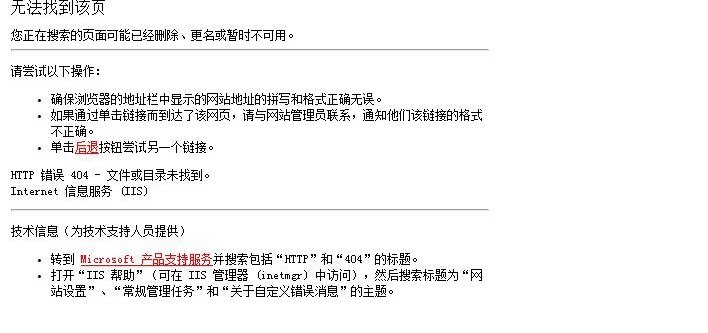 无法找到该页
您正在搜索的页面可能已经删除、更名或暂时不可用。
请尝试以下操作:
• 确保浏览器的地址栏中显示的网站地址的拼写和格式正确无误。
• 如果通过单击链接而到达了该网页，请与网站管理员联系，通知他们该链接的格式
不正确。
• 单击后退按钮尝试另一个链接。
HTTP 错误 404 - 文件或目录未找到。
Internet 信息服务 (IIS)
技术信息（为技术支持人员提供）
• 转到 Microsoft 产品支持服务并搜索包括“HTTP”和“404”的标题。
• 打开“IIS 帮助”（可在 IIS 管理器 (inetmgr) 中访问），然后搜索标题为“网
站设置”、“常规管理任务”和“关于自定义错误消息”的主题。